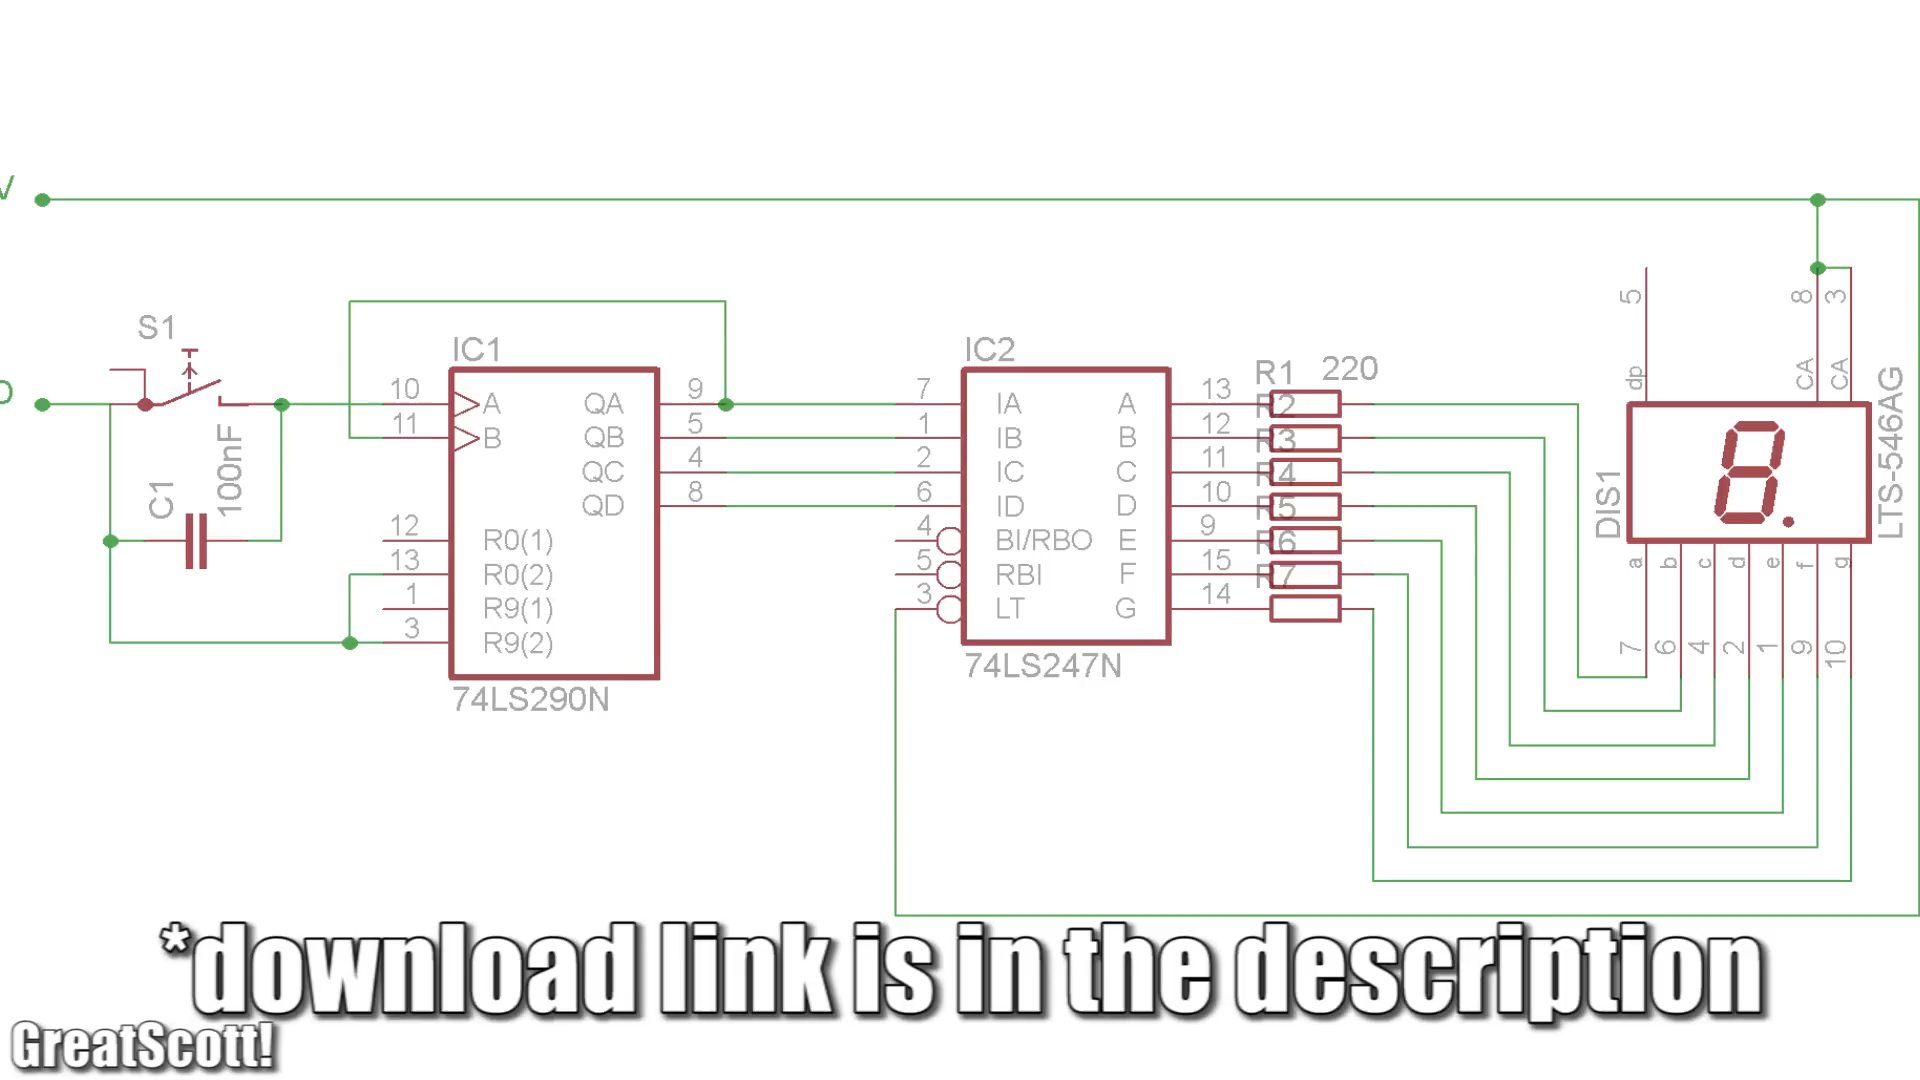 V
S1
IC1
IC2
R1 220
10 A QA 9
7 IA A 13
R2
11 B QB 5
1 IB B 12
R3
QC 4
2 IC C 11
R4
QD 8
6 ID D 10
R5
12 R0(1)
4 BI/RBO E 9
R6
13 R0(2)
5 RBI F 15
R7
1 R9(1)
3 LT G 14
3 R9(2)
74LS290N
74LS247N
C1
100nF
5 8 3
dp CA CA
DIS1
LTS-546AG
a b c d e f g
7 6 4 2 1 9 10
*download link is in the description
GreatScott!